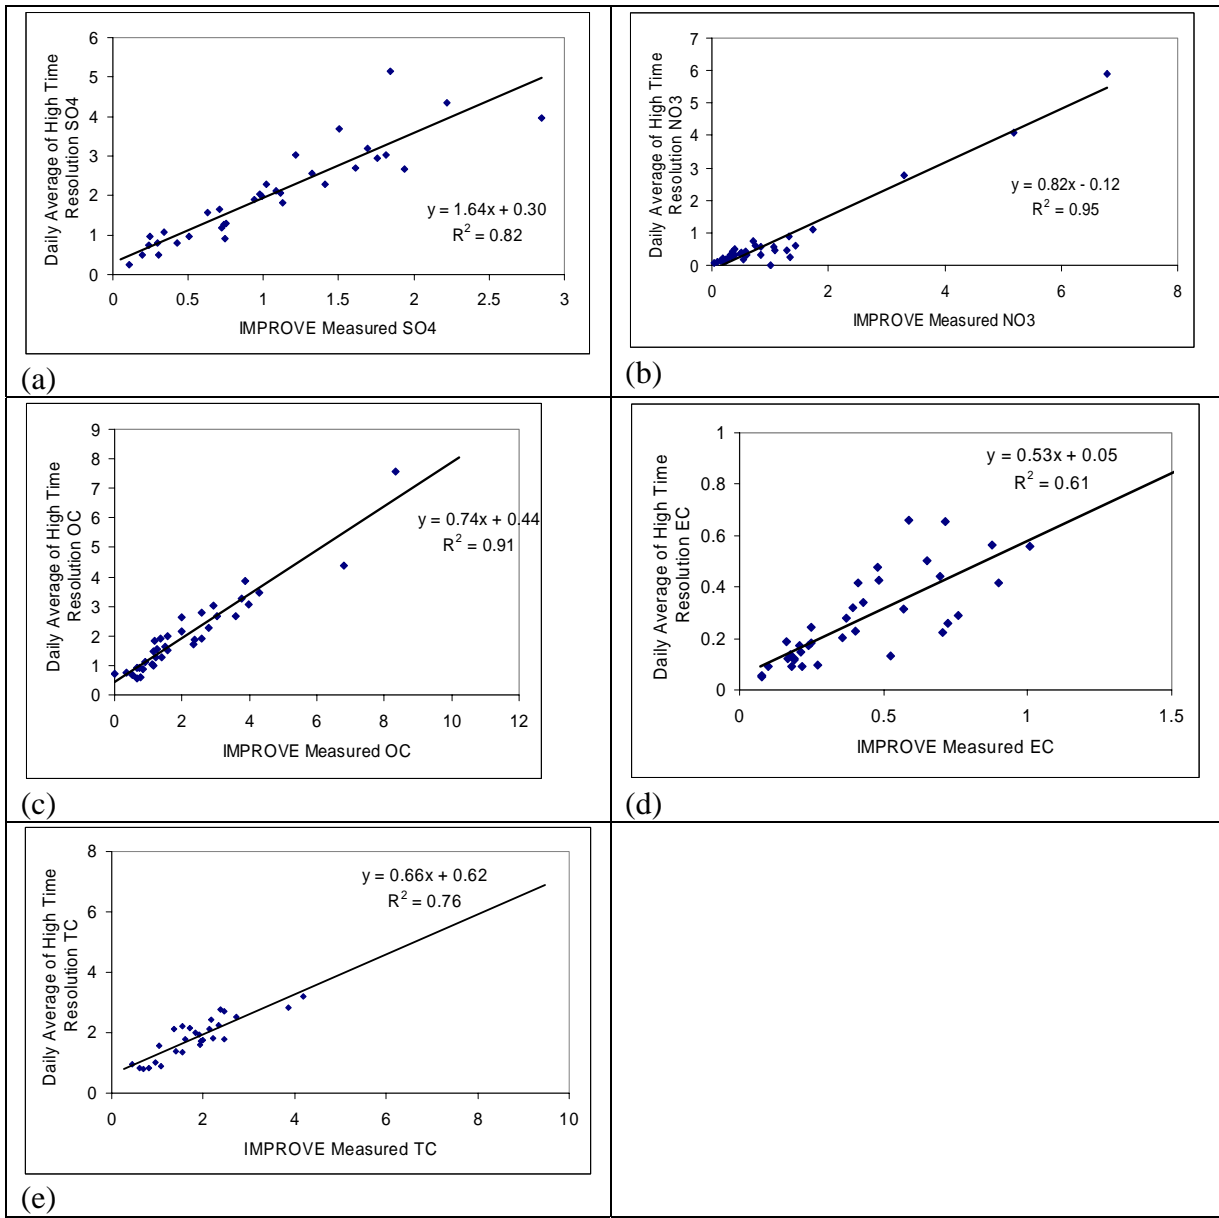 6
5
4
3
2
1
0
Daily Average of High Time
Resolution SO4
y = 1.64x + 0.30
R2 = 0.82
0 0.5 1 1.5 2 2.5 3
IMPROVE Measured SO4
(a)
7
6
5
4
3
2
1
0
Daily Average of High Time
Resolution NO3
y = 0.82x - 0.12
R2 = 0.95
0 2 4 6 8
IMPROVE Measured NO3
(b)
9
8
7
6
5
4
3
2
1
0
Daily Average of High Time
Resolution OC
y = 0.74x + 0.44
R2 = 0.91
0 2 4 6 8 10 12
IMPROVE Measured OC
(c)
1
0.8
0.6
0.4
0.2
0
Daily Average of High Time
Resolution EC
y = 0.53x + 0.05
R2 = 0.61
0 0.5 1 1.5
IMPROVE Measured EC
(d)
8
6
4
2
0
Daily Average of High Time
Resolution TC
y = 0.66x + 0.62
R2 = 0.76
0 2 4 6 8 10
IMPROVE Measured TC
(e)